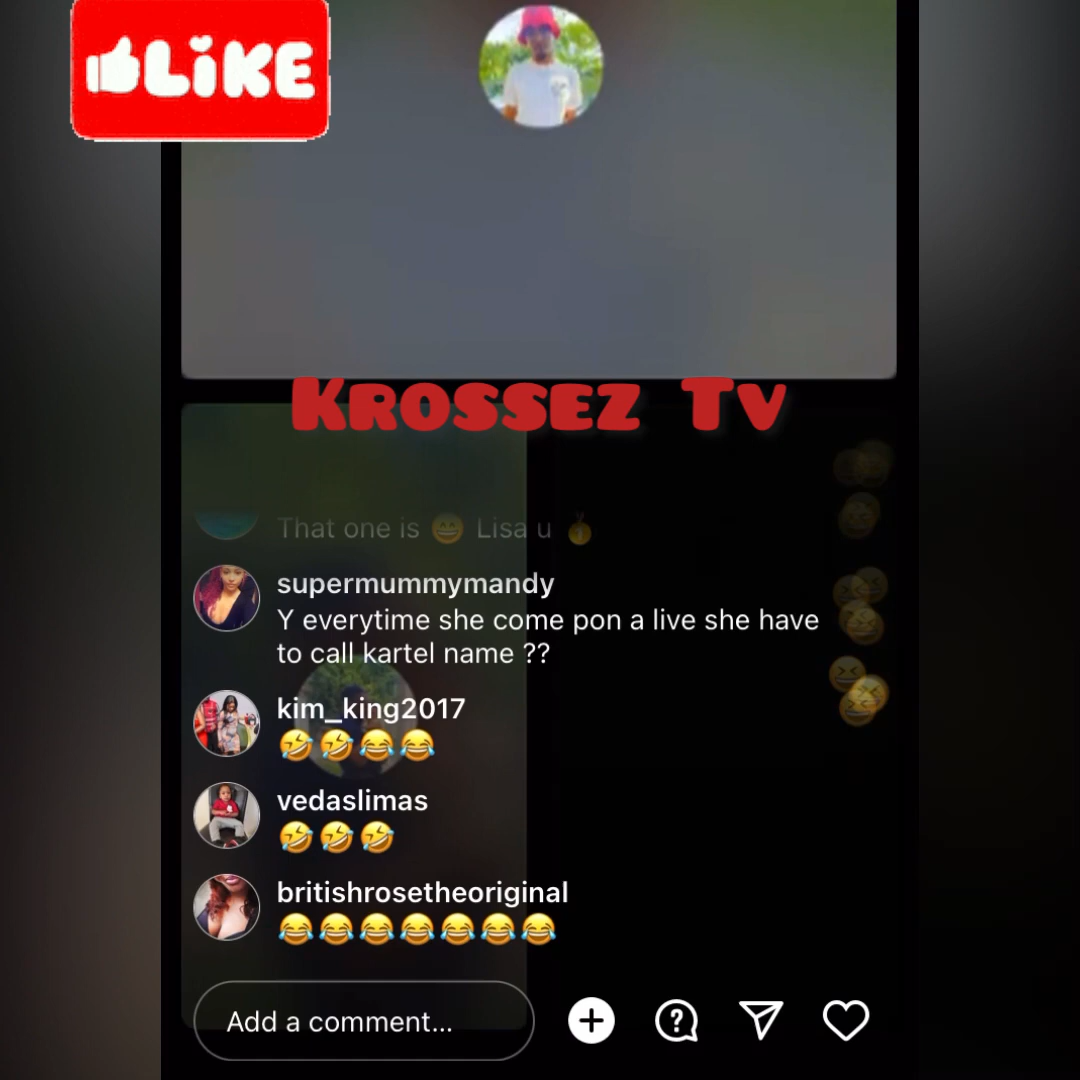 LiKE
KROSSEZ TV
That one is 😄 Lisa u 🥇
supermummymandy
Y everytime she come pon a live she have
to call kartel name ??
kim_king2017
🤣🤣😂😂
vedaslimas
🤣🤣🤣
britishrosetheoriginal
😂😂😂😂😂😂😂
Add a comment...